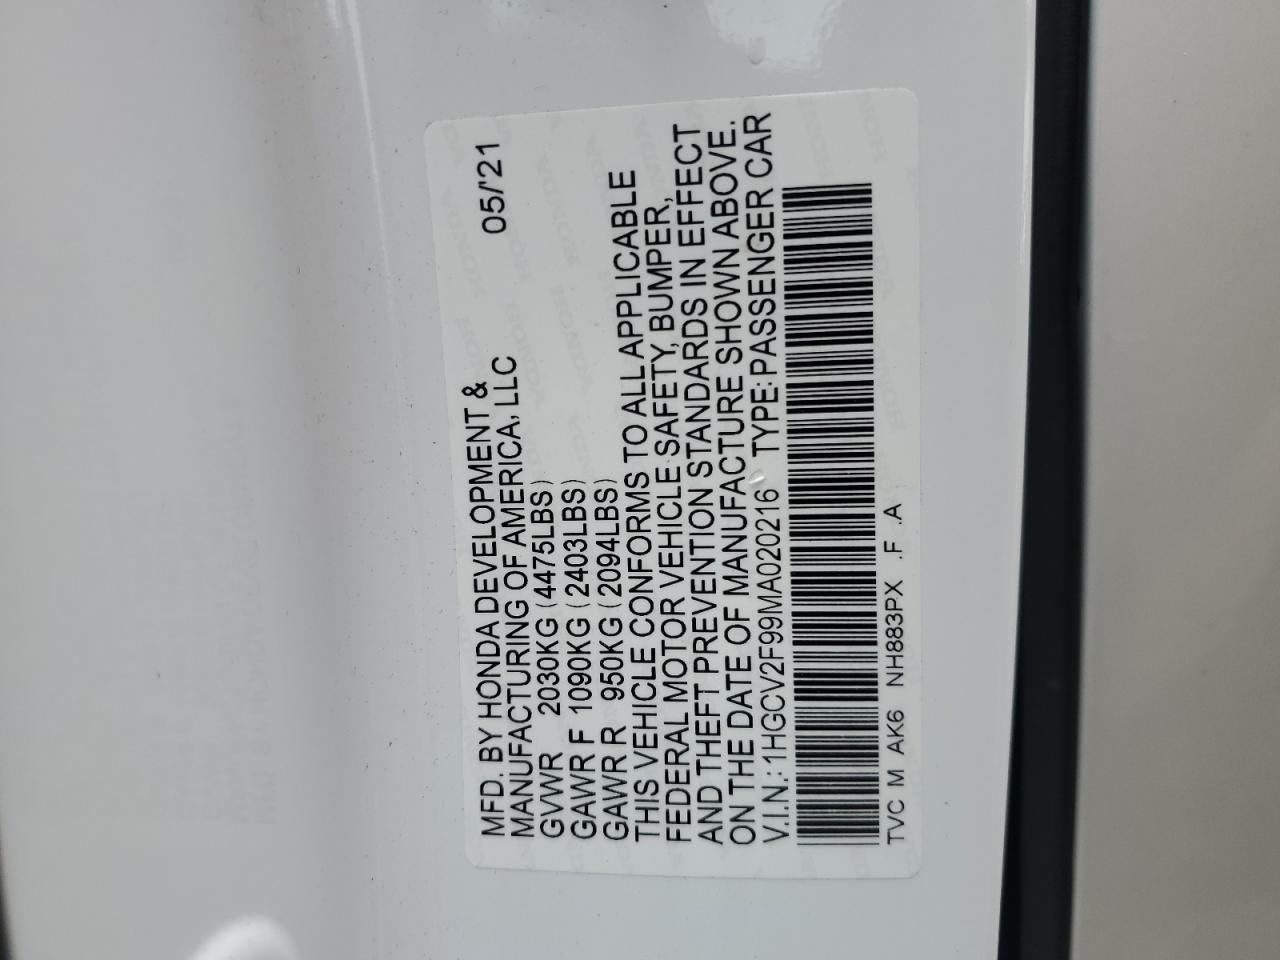 MFD. BY HONDA DEVELOPMENT &
MANUFACTURING OF AMERICA, LLC 05/'21
GVWR 2030KG (4475LBS)
GAWR F 1090KG (2403LBS)
GAWR R 950KG (2094LBS)
THIS VEHICLE CONFORMS TO ALL APPLICABLE
FEDERAL MOTOR VEHICLE SAFETY, BUMPER,
AND THEFT PREVENTION STANDARDS IN EFFECT
ON THE DATE OF MANUFACTURE SHOWN ABOVE.
V.I.N.: 1HGCV2F99MA020216 TYPE: PASSENGER CAR
TVC M AK6 NH883PX .F .A